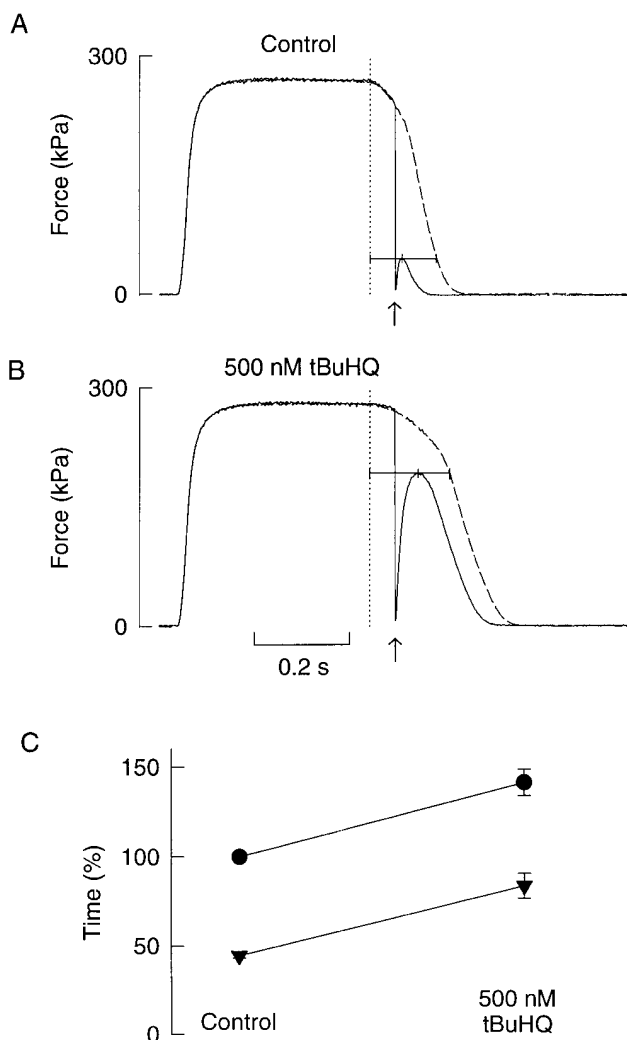 A
Control
300
Force (kPa)
0
↑
B
500 nM tBuHQ
300
Force (kPa)
0
↑
0.2 s
C
150
100
Time (%)
50
0
Control
500 nM
tBuHQ